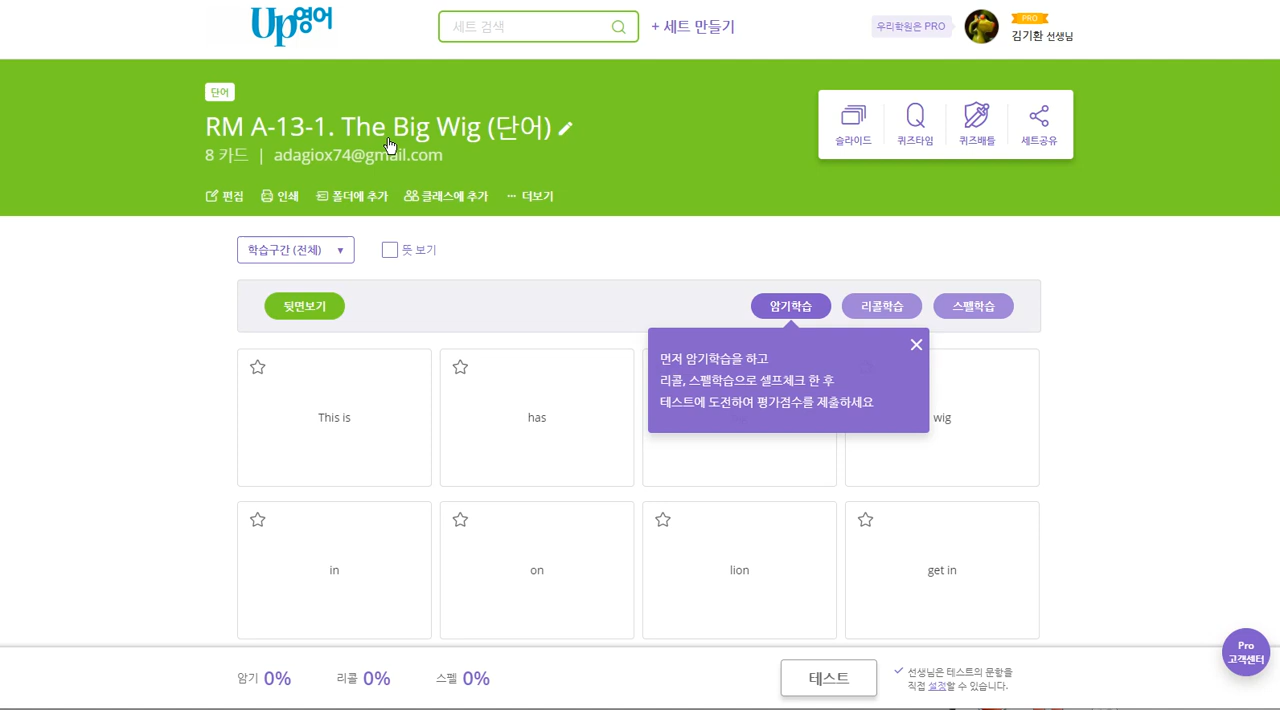 Up영어
세트 검색
+ 세트 만들기
우리학원은 PRO
PRO
김기환 선생님
단어
RM A-13-1. The Big Wig (단어)
8 카드 | adagiox74@gmail.com
슬라이드
퀴즈타임
퀴즈배틀
세트공유
편집
인쇄
폴더에 추가
클래스에 추가
··· 더보기
학습구간 (전체) ▼
뜻 보기
뒷면보기
암기학습
리콜학습
스펠학습
먼저 암기학습을 하고
리콜, 스펠학습으로 셀프체크 한 후
테스트에 도전하여 평가점수를 제출하세요
This is
has
wig
in
on
lion
get in
암기 0%
리콜 0%
스펠 0%
테스트
선생님은 테스트의 문항을
직접 설정할 수 있습니다.
Pro
고객센터